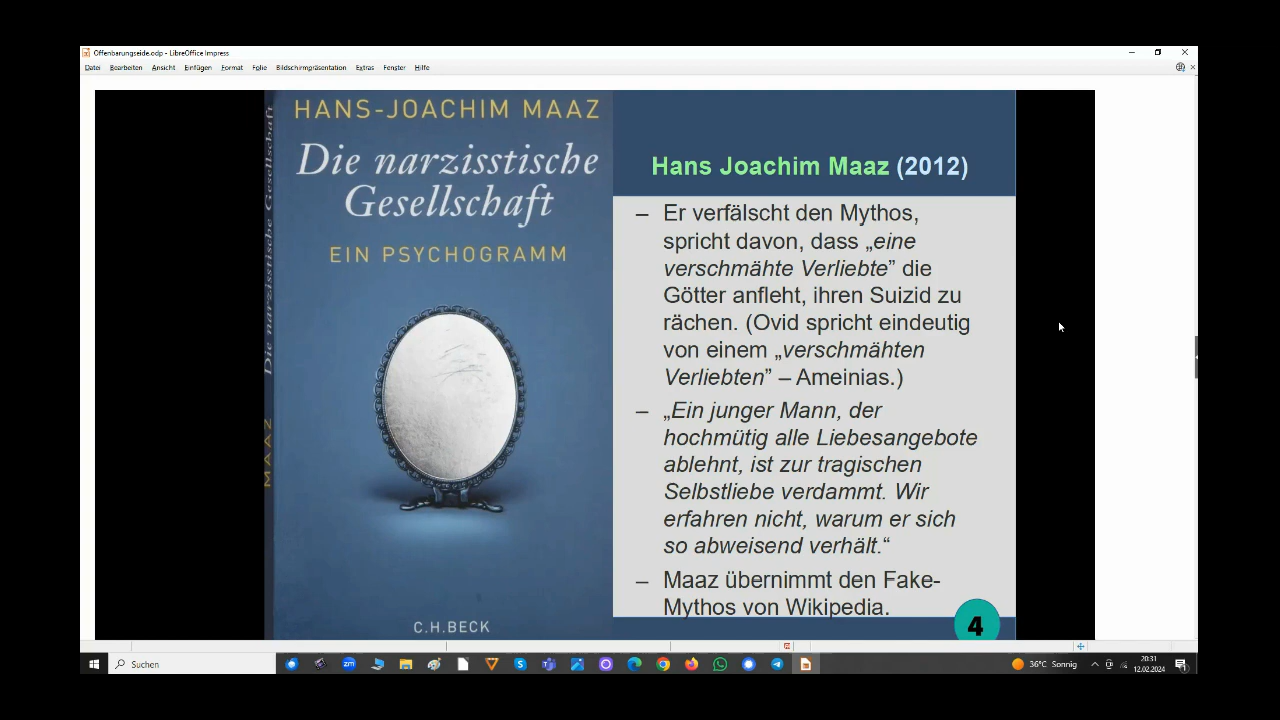 Offenbarungseide.odp - LibreOffice Impress
Datei Bearbeiten Ansicht Einfügen Format Folie Bildschirmpräsentation Extras Fenster Hilfe
HANS-JOACHIM MAAZ
Die narzisstische
Gesellschaft
EIN PSYCHOGRAMM
C.H.BECK
Die narzisstische Gesellschaft
MAAZ
Hans Joachim Maaz (2012)
– Er verfälscht den Mythos,
spricht davon, dass „eine
verschmähte Verliebte” die
Götter anfleht, ihren Suizid zu
rächen. (Ovid spricht eindeutig
von einem „verschmähten
Verliebten” – Ameinias.)
– „Ein junger Mann, der
hochmütig alle Liebesangebote
ablehnt, ist zur tragischen
Selbstliebe verdammt. Wir
erfahren nicht, warum er sich
so abweisend verhält.“
– Maaz übernimmt den Fake-
Mythos von Wikipedia.
4
Suchen
zm
36°C Sonnig
20:31
12.02.2024